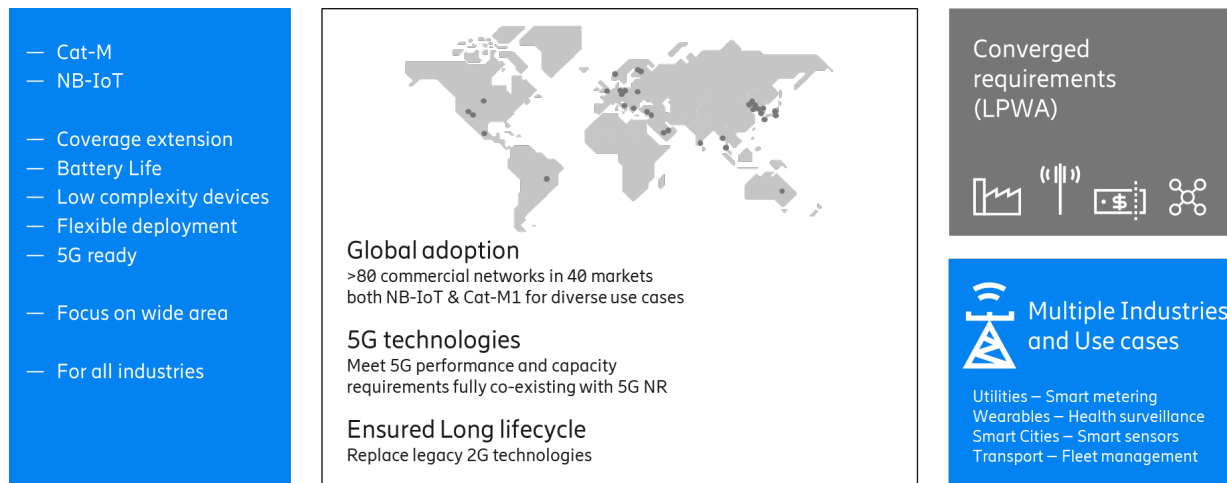 — Cat-M
— NB-IoT
— Coverage extension
— Battery Life
— Low complexity devices
— Flexible deployment
— 5G ready
— Focus on wide area
— For all industries
Global adoption
>80 commercial networks in 40 markets
both NB-IoT & Cat-M1 for diverse use cases
5G technologies
Meet 5G performance and capacity
requirements fully co-existing with 5G NR
Ensured Long lifecycle
Replace legacy 2G technologies
Converged
requirements
(LPWA)
$
Multiple Industries
and Use cases
Utilities – Smart metering
Wearables – Health surveillance
Smart Cities – Smart sensors
Transport – Fleet management